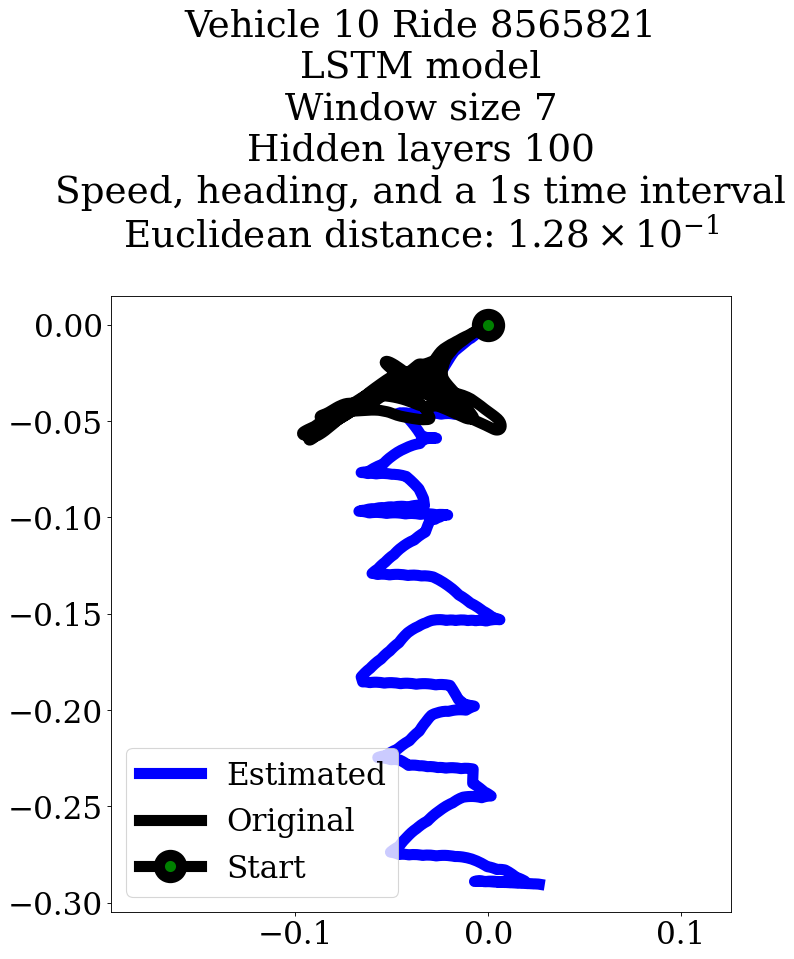 Vehicle 10 Ride 8565821
LSTM model
Window size 7
Hidden layers 100
Speed, heading, and a 1s time interval
Euclidean distance: 1.28 × 10⁻¹
0.00
−0.05
−0.10
−0.15
−0.20
−0.25
−0.30
Estimated
Original
Start
−0.1 0.0 0.1